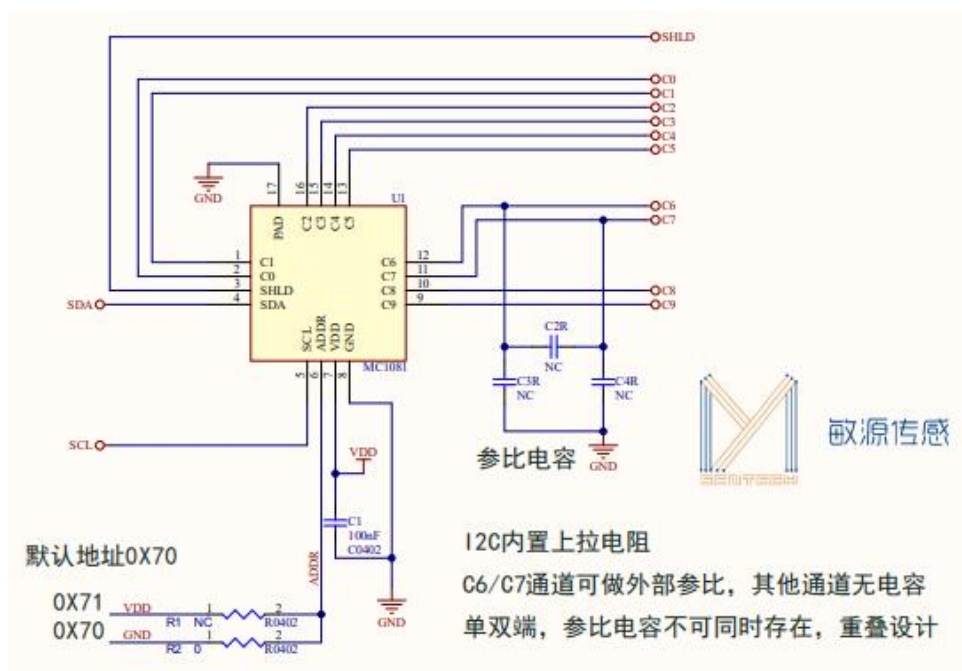 SHLD
C0
C1
C2
C3
C4
C5
17
16
15
14
13
GND
U1
PAD
C2
C3
C4
C5
C6
C7
1
2
3
4
C1
C0
SHLD
SDA
C6
C7
C8
C9
12
11
10
9
SDA
C8
C9
SCL
ADDR
VDD
GND
MC1081
5
6
7
8
C2R
NC
C3R
NC
C4R
NC
SCL
VDD
参比电容
GND
敏源传感
SENTECH
C1
100nF
C0402
I2C内置上拉电阻
默认地址0X70
ADDR
C6/C7通道可做外部参比,其他通道无电容
0X71
VDD
1
2
R1 NC
R0402
GND
单双端,参比电容不可同时存在,重叠设计
0X70
GND
1
2
R2 0
R0402